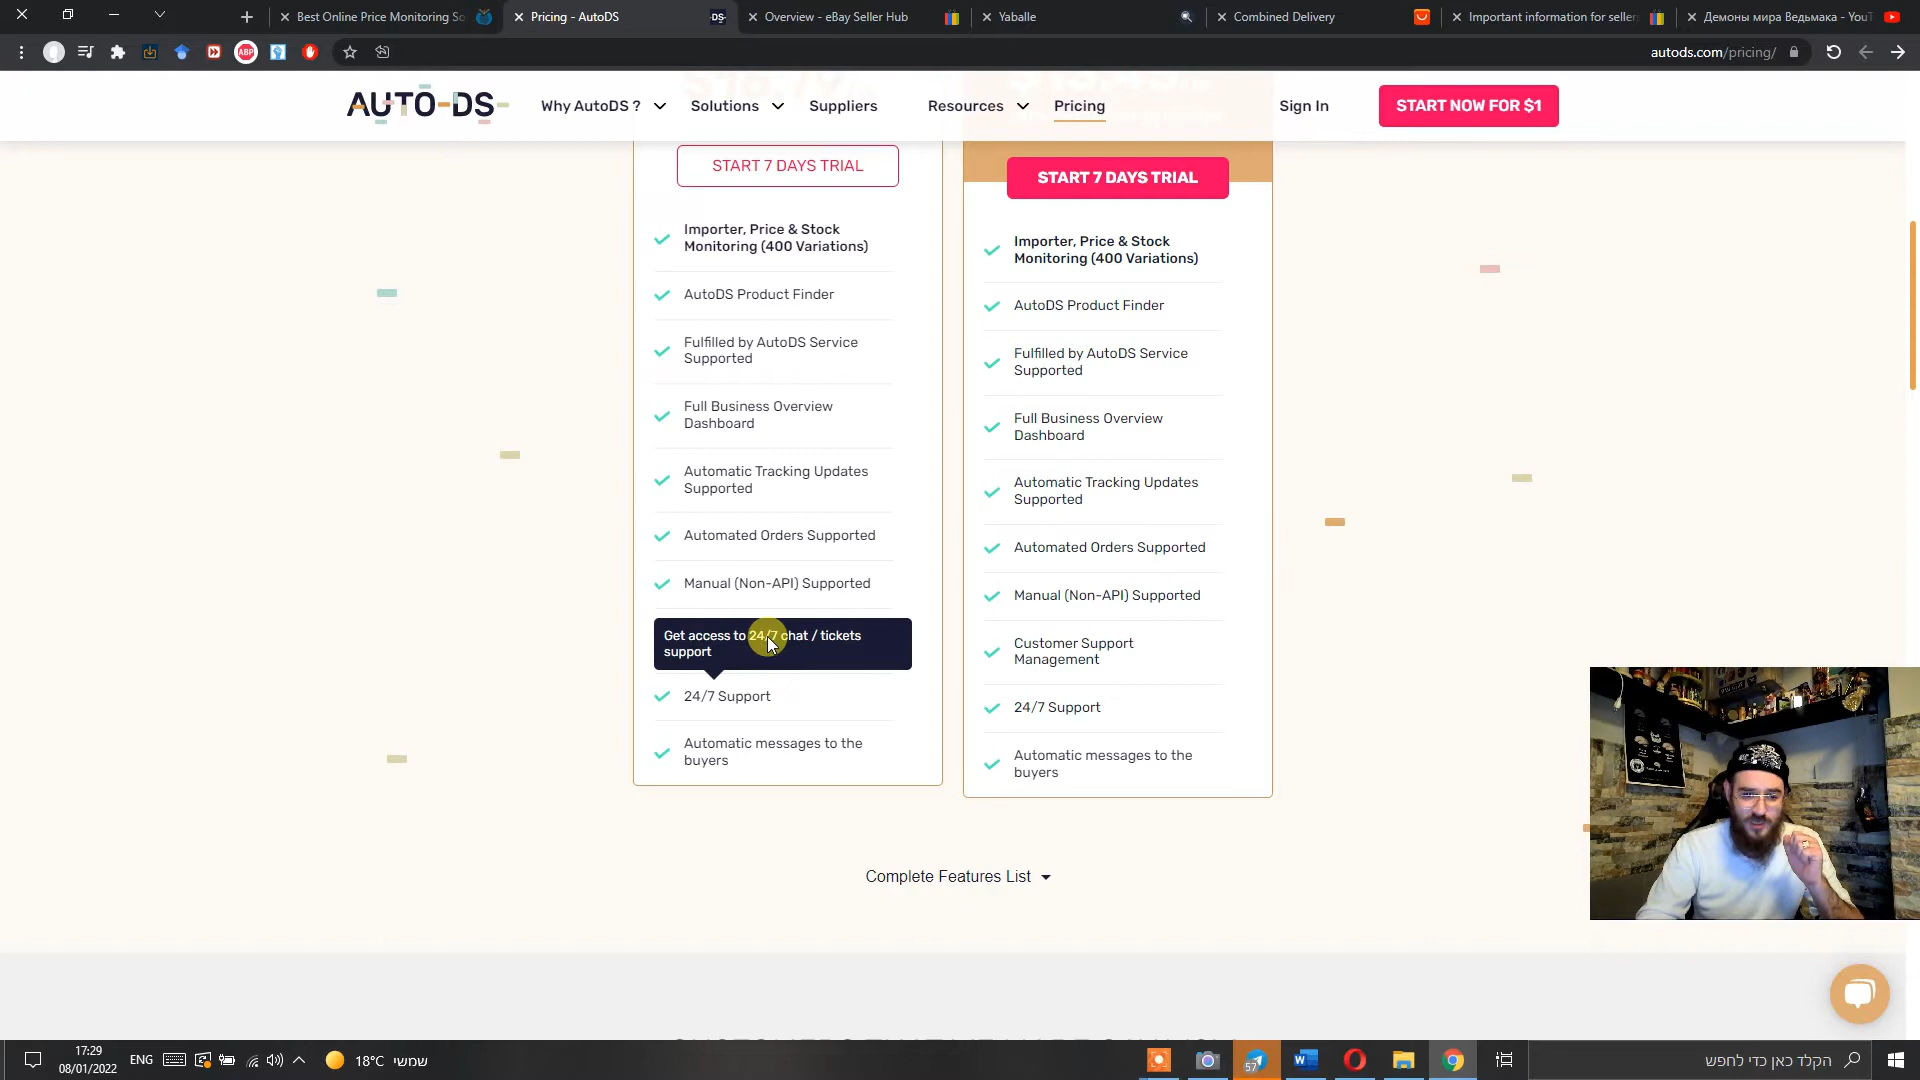 Best Online Price Monitoring So
Pricing - AutoDS
-DS-
Overview - eBay Seller Hub
Yaballe
Combined Delivery
Important information for sellers
Демоны мира Ведьмака - YouT
ABP
autods.com/pricing/
AUTO-DS-
Why AutoDS ?
Solutions
Suppliers
Resources
Pricing
Sign In
START NOW FOR $1
START 7 DAYS TRIAL
Importer, Price & Stock
Monitoring (400 Variations)
AutoDS Product Finder
Fulfilled by AutoDS Service
Supported
Full Business Overview
Dashboard
Automatic Tracking Updates
Supported
Automated Orders Supported
Manual (Non-API) Supported
Get access to 24/7 chat / tickets
support
24/7 Support
Automatic messages to the
buyers
START 7 DAYS TRIAL
Importer, Price & Stock
Monitoring (400 Variations)
AutoDS Product Finder
Fulfilled by AutoDS Service
Supported
Full Business Overview
Dashboard
Automatic Tracking Updates
Supported
Automated Orders Supported
Manual (Non-API) Supported
Customer Support
Management
24/7 Support
Automatic messages to the
buyers
Complete Features List
17:29
08/01/2022
ENG
18°C
שמשי
57
הקלד כאן כדי לחפש